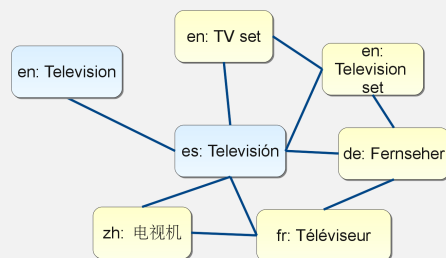 en: TV set
en: Television
en:
Television
set
es: Televisión
de: Fernseher
zh: 电视机
fr: Téléviseur